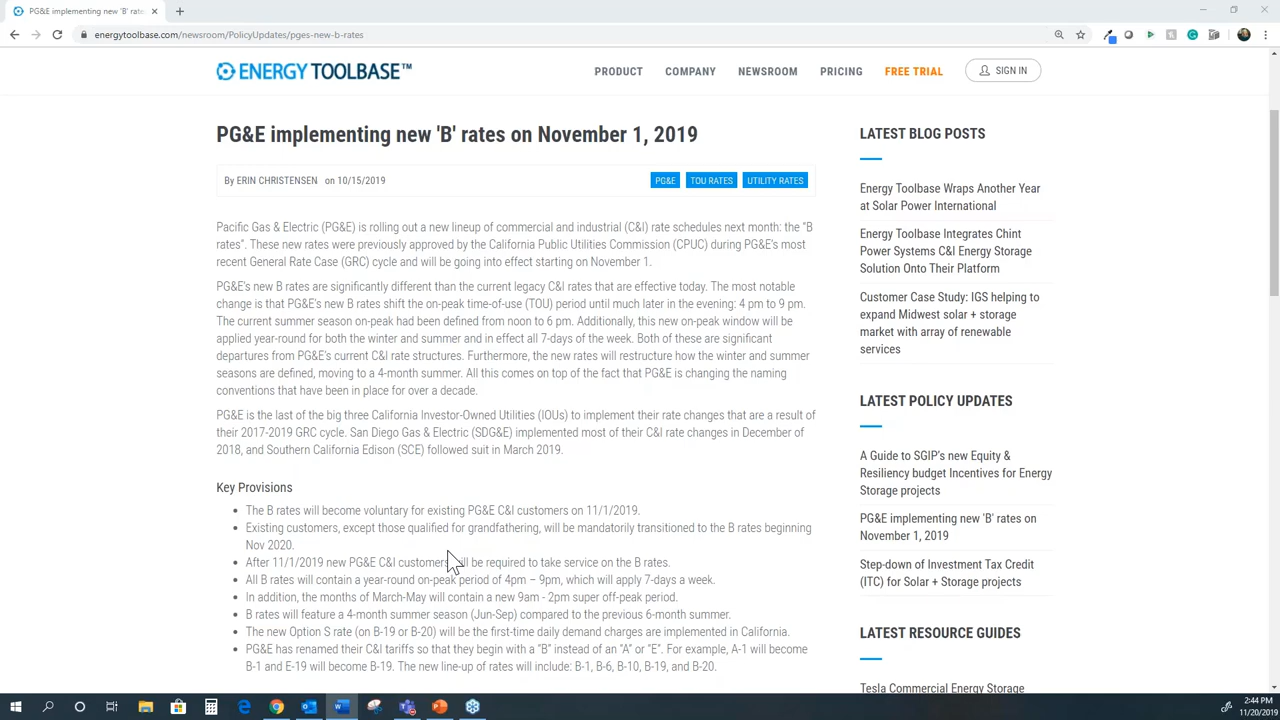 PG&E implementing new 'B' rate
energytoolbase.com/newsroom/PolicyUpdates/pges-new-b-rates
ENERGY TOOLBASE™
PRODUCT
COMPANY
NEWSROOM
PRICING
FREE TRIAL
SIGN IN
PG&E implementing new 'B' rates on November 1, 2019
By ERIN CHRISTENSEN on 10/15/2019
PG&E
TOU RATES
UTILITY RATES
Pacific Gas & Electric (PG&E) is rolling out a new lineup of commercial and industrial (C&I) rate schedules next month: the "B
rates". These new rates were previously approved by the California Public Utilities Commission (CPUC) during PG&E's most
recent General Rate Case (GRC) cycle and will be going into effect starting on November 1.
PG&E's new B rates are significantly different than the current legacy C&I rates that are effective today. The most notable
change is that PG&E's new B rates shift the on-peak time-of-use (TOU) period until much later in the evening: 4 pm to 9 pm.
The current summer season on-peak had been defined from noon to 6 pm. Additionally, this new on-peak window will be
applied year-round for both the winter and summer and in effect all 7-days of the week. Both of these are significant
departures from PG&E's current C&I rate structures. Furthermore, the new rates will restructure how the winter and summer
seasons are defined, moving to a 4-month summer. All this comes on top of the fact that PG&E is changing the naming
conventions that have been in place for over a decade.
PG&E is the last of the big three California Investor-Owned Utilities (IOUs) to implement their rate changes that are a result of
their 2017-2019 GRC cycle. San Diego Gas & Electric (SDG&E) implemented most of their C&I rate changes in December of
2018, and Southern California Edison (SCE) followed suit in March 2019.
Key Provisions
• The B rates will become voluntary for existing PG&E C&I customers on 11/1/2019.
• Existing customers, except those qualified for grandfathering, will be mandatorily transitioned to the B rates beginning
Nov 2020.
• After 11/1/2019 new PG&E C&I customers will be required to take service on the B rates.
• All B rates will contain a year-round on-peak period of 4pm – 9pm, which will apply 7-days a week.
• In addition, the months of March-May will contain a new 9am - 2pm super off-peak period.
• B rates will feature a 4-month summer season (Jun-Sep) compared to the previous 6-month summer.
• The new Option S rate (on B-19 or B-20) will be the first-time daily demand charges are implemented in California.
• PG&E has renamed their C&I tariffs so that they begin with a "B" instead of an "A" or "E". For example, A-1 will become
B-1 and E-19 will become B-19. The new line-up of rates will include: B-1, B-6, B-10, B-19, and B-20.
LATEST BLOG POSTS
Energy Toolbase Wraps Another Year
at Solar Power International
Energy Toolbase Integrates Chint
Power Systems C&I Energy Storage
Solution Onto Their Platform
Customer Case Study: IGS helping to
expand Midwest solar + storage
market with array of renewable
services
LATEST POLICY UPDATES
A Guide to SGIP's new Equity &
Resiliency budget Incentives for Energy
Storage projects
PG&E implementing new 'B' rates on
November 1, 2019
Step-down of Investment Tax Credit
(ITC) for Solar + Storage projects
LATEST RESOURCE GUIDES
Tesla Commercial Energy Storage
2:44 PM
11/20/2019